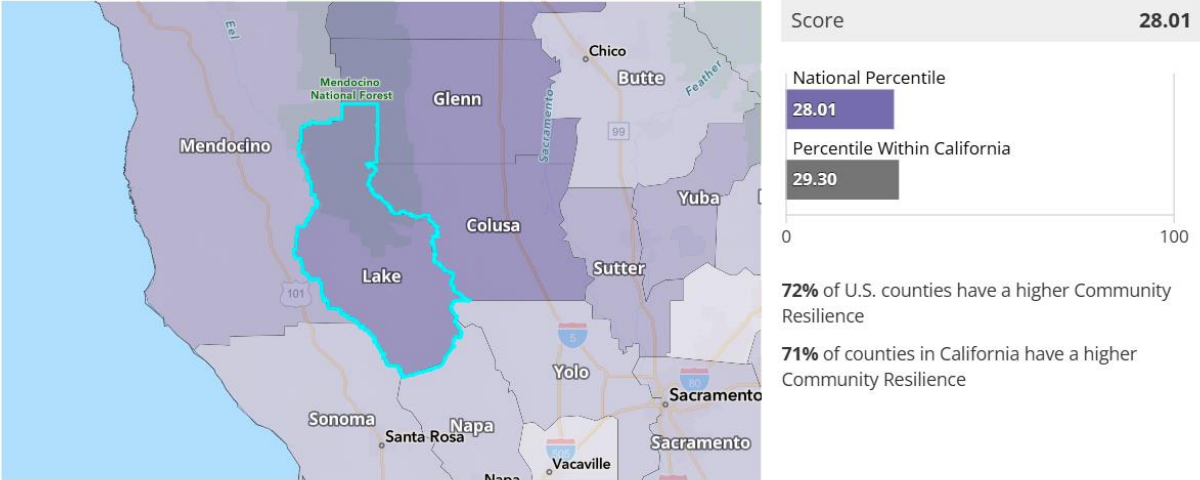 Eel
Chico
Butte
Feather
Mendocino
National Forest
Glenn
Sacramento
99
Mendocino
Yuba
Colusa
Lake
Sutter
101
5
Yolo
80
Sacramento
Sonoma
Napa
Santa Rosa
Sacramento
505
Vacaville
Napa
Score 28.01
National Percentile
28.01
Percentile Within California
29.30
0 100
72% of U.S. counties have a higher Community
Resilience
71% of counties in California have a higher
Community Resilience